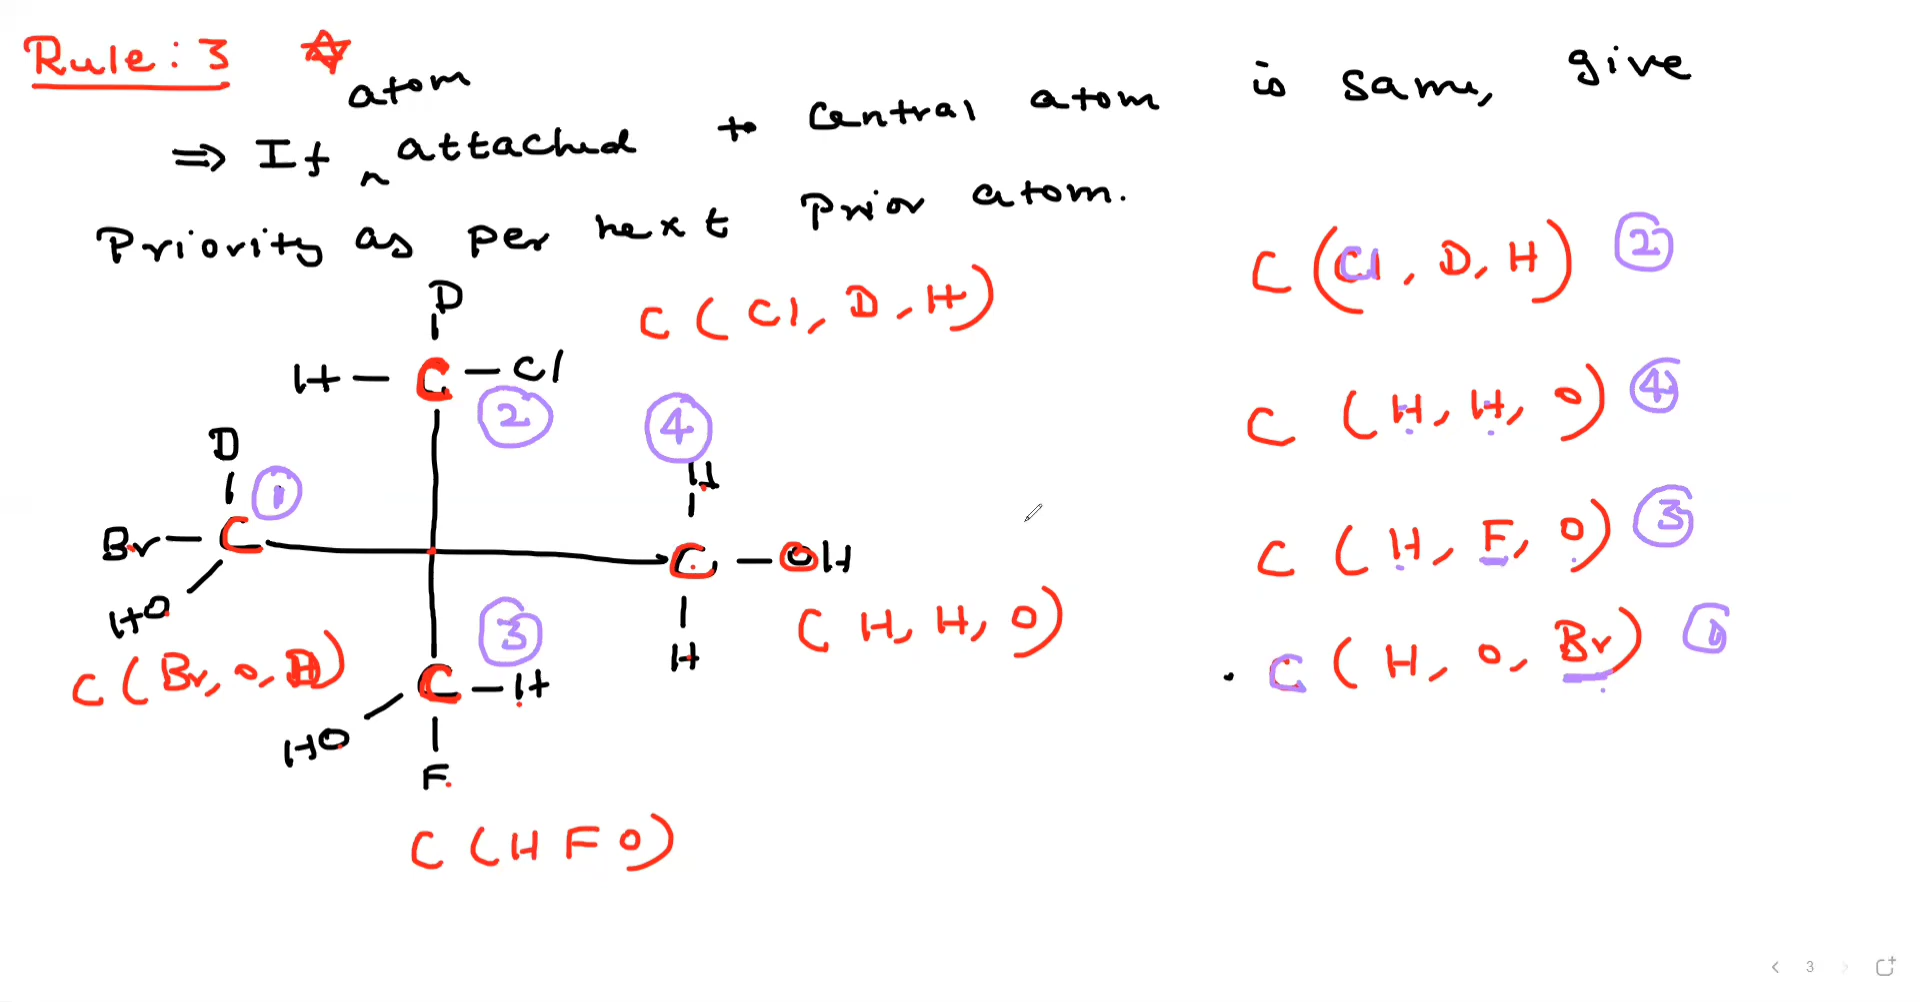 Rule: 3
atom
⇒ If ^ attached to central atom is same, give
Priority as per next Prior atom.
D
C (Cl, D, H)
C (Cl, D, H) 2
H - C - Cl
2
4
C (H, H, O) 4
D
1
H
Br - C
C - OH
C (H, F, O) 3
HO
3
H
C H, H, O)
C (Br, O, D)
C - H
C (H, O, Br) 1
HO
F
C (H F O)
3